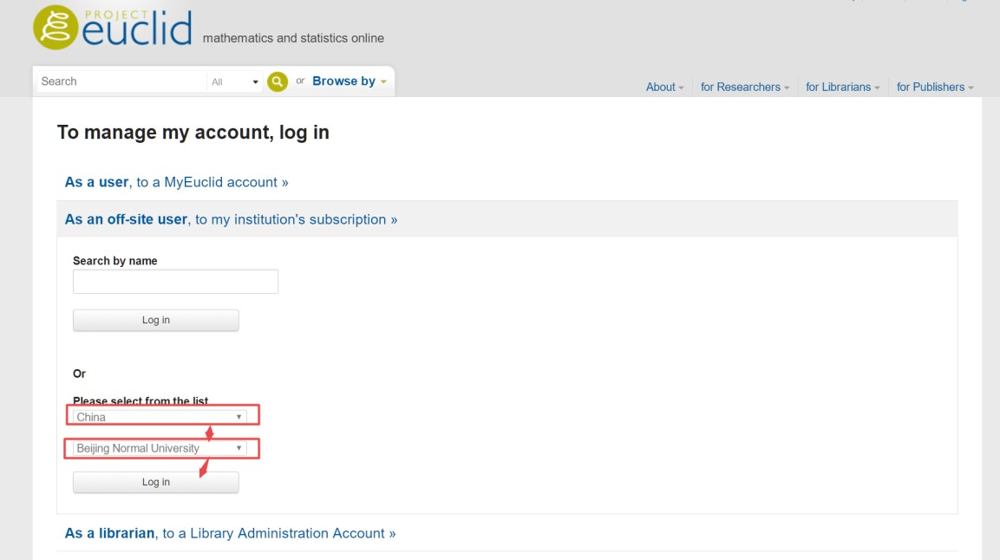 PROJECT
euclid mathematics and statistics online
Search All or Browse by
About for Researchers for Librarians for Publishers
To manage my account, log in
As a user, to a MyEuclid account »
As an off-site user, to my institution's subscription »
Search by name
Log in
Or
Please select from the list
China
Beijing Normal University
Log in
As a librarian, to a Library Administration Account »